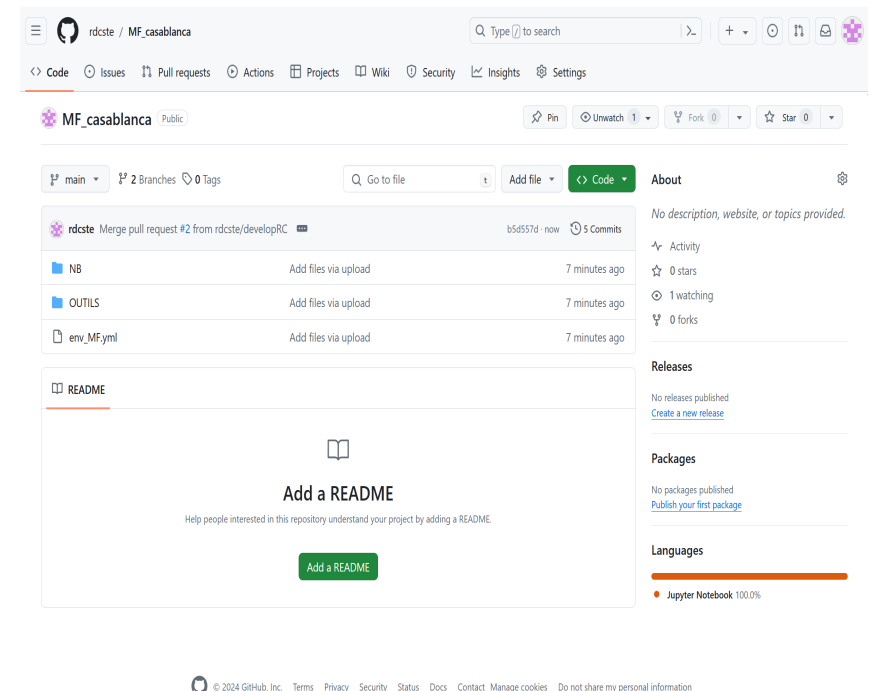 rdcste / MF_casablanca
Type / to search
Code Issues Pull requests Actions Projects Wiki Security Insights Settings
MF_casablanca Public
Pin Unwatch 1 Fork 0 Star 0
main 2 Branches 0 Tags Go to file t Add file Code
rdcste Merge pull request #2 from rdcste/developRC b5d557d · now 5 Commits
NB Add files via upload 7 minutes ago
OUTILS Add files via upload 7 minutes ago
env_MF.yml Add files via upload 7 minutes ago
README
Add a README
Help people interested in this repository understand your project by adding a README.
Add a README
About
No description, website, or topics provided.
Activity
0 stars
1 watching
0 forks
Releases
No releases published
Create a new release
Packages
No packages published
Publish your first package
Languages
Jupyter Notebook 100.0%
© 2024 GitHub, Inc. Terms Privacy Security Status Docs Contact Manage cookies Do not share my personal information